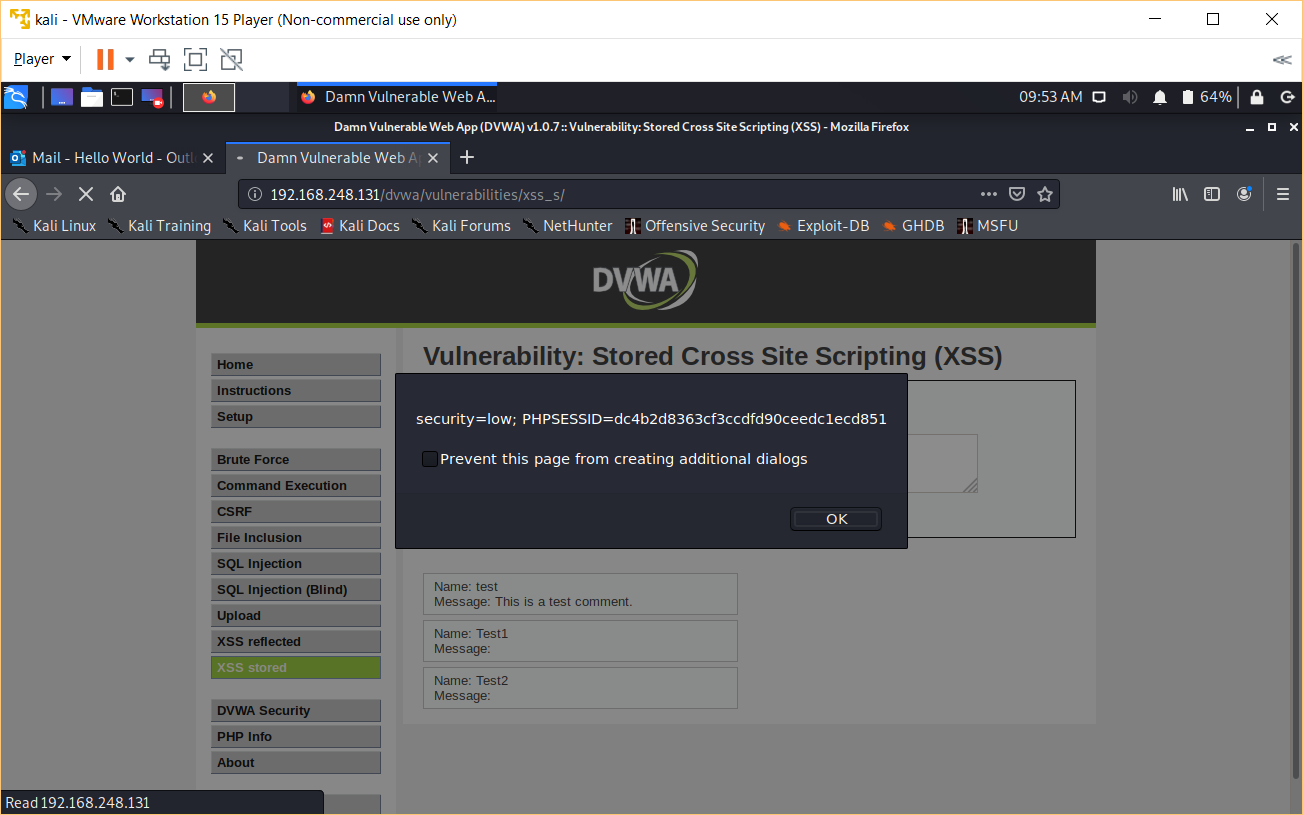 kali - VMware Workstation 15 Player (Non-commercial use only)
Player
Damn Vulnerable Web A...
09:53 AM
64%
Damn Vulnerable Web App (DVWA) v1.0.7 :: Vulnerability: Stored Cross Site Scripting (XSS) - Mozilla Firefox
Mail - Hello World - Outl
Damn Vulnerable Web Ap
192.168.248.131/dvwa/vulnerabilities/xss_s/
Kali Linux
Kali Training
Kali Tools
Kali Docs
Kali Forums
NetHunter
Offensive Security
Exploit-DB
GHDB
MSFU
DVWA
Home
Instructions
Setup
Brute Force
Command Execution
CSRF
File Inclusion
SQL Injection
SQL Injection (Blind)
Upload
XSS reflected
XSS stored
DVWA Security
PHP Info
About
Vulnerability: Stored Cross Site Scripting (XSS)
security=low; PHPSESSID=dc4b2d8363cf3ccdfd90ceedc1ecd851
Prevent this page from creating additional dialogs
OK
Name: test
Message: This is a test comment.
Name: Test1
Message:
Name: Test2
Message:
Read 192.168.248.131